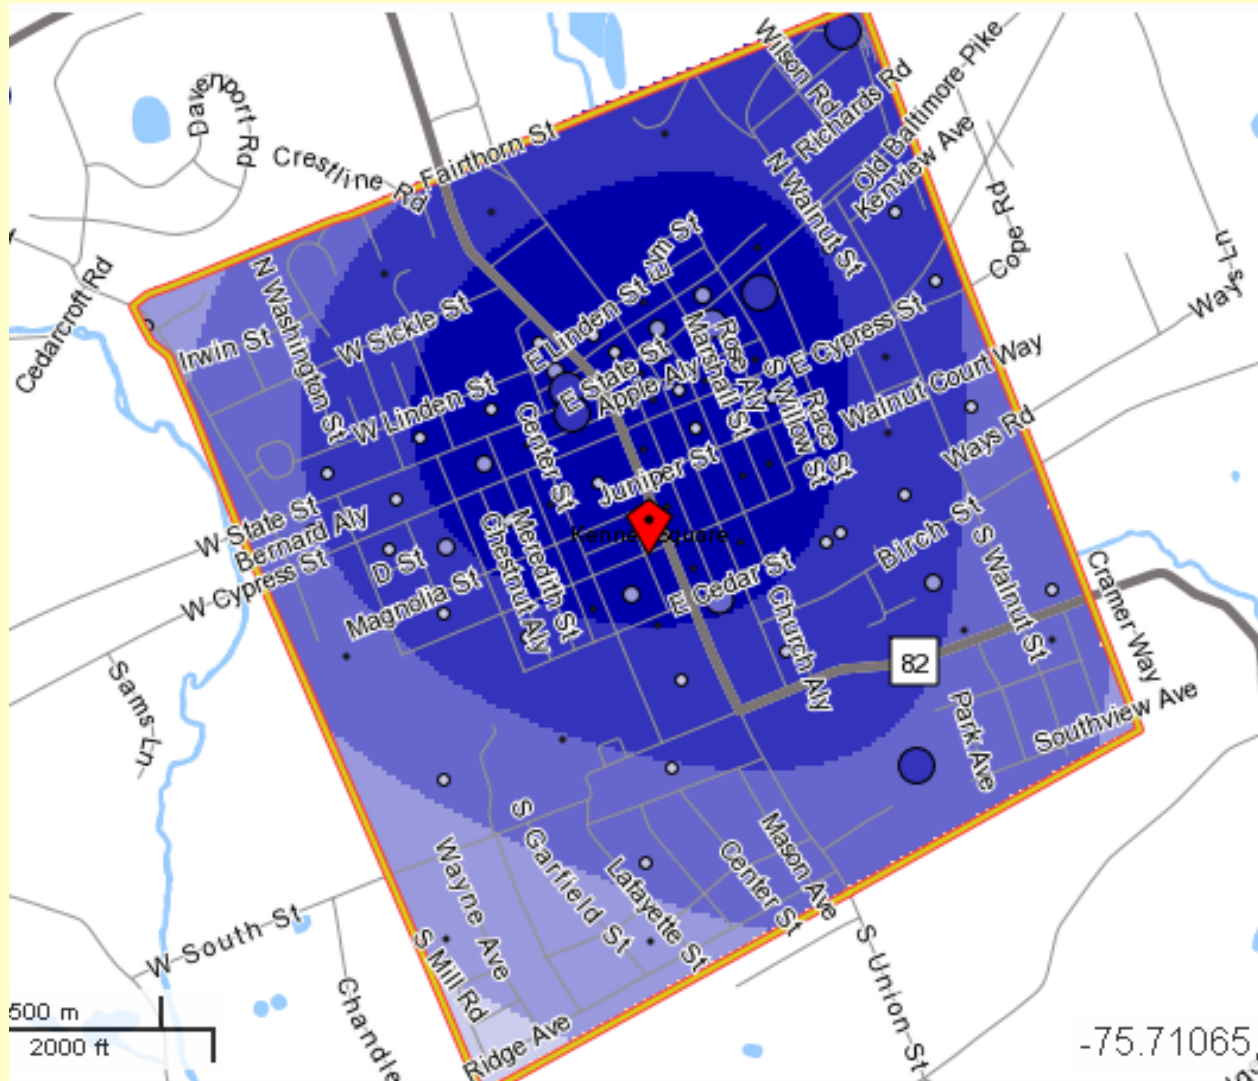 Wilson Rd
Richards Rd
Old Baltimore Pike
Kenview Ave
Davenport Rd
Crestline Rd
Fairthorn St
N Walnut St
Cope Rd
Ways Ln
Elm St
Cedarcroft Rd
N Washington St
W Sickle St
E Linden St
Irwin St
E State St
E Cypress St
Marshall St
Rose Aly
Apple Aly
S Willow St
Race St
Walnut Court Way
W Linden St
Center St
Ways Rd
Juniper St
W State St
Bernard Aly
W Cypress St
D St
Magnolia St
Chestnut Aly
Meredith St
E Cedar St
Church Aly
Birch St
S Walnut St
Cramer Way
82
Sams Ln
Park Ave
Southview Ave
S Garfield St
Wayne Ave
Lafayette St
Center St
Mason Ave
W South St
S Mill Rd
Chandle
Ridge Ave
S Union St
500 m
2000 ft
-75.71065,